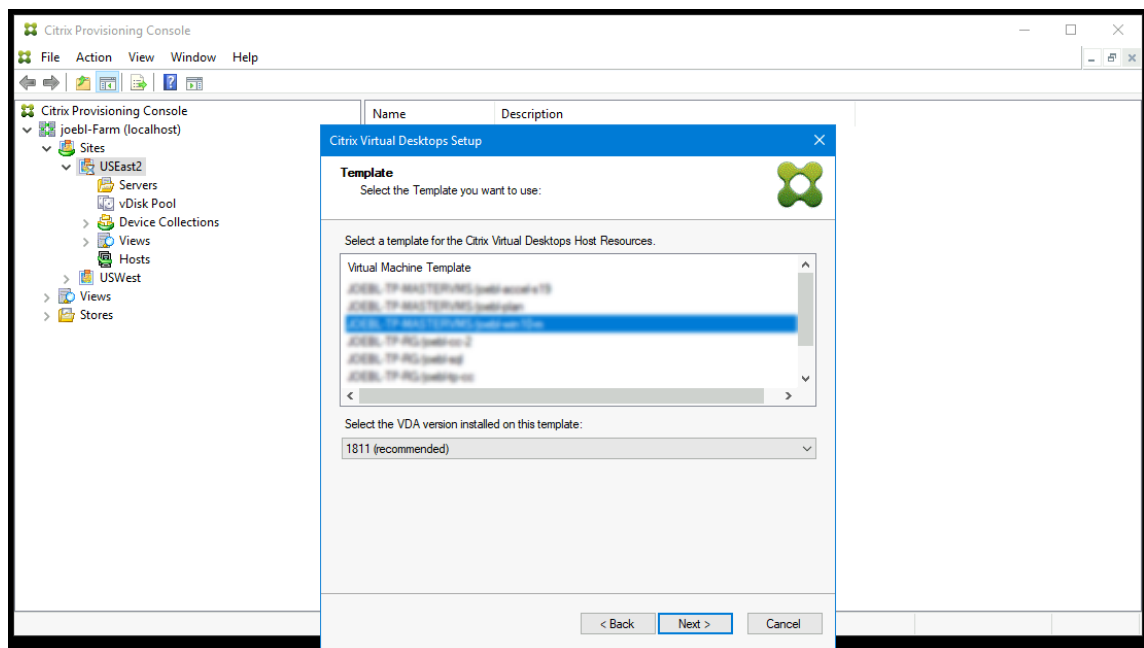 Citrix Provisioning Console
File Action View Window Help
Citrix Provisioning Console
joebl-Farm (localhost)
Sites
USEast2
Servers
vDisk Pool
Device Collections
Views
Hosts
USWest
Views
Stores
Name Description
Citrix Virtual Desktops Setup
Template
Select the Template you want to use:
Select a template for the Citrix Virtual Desktops Host Resources.
Virtual Machine Template
Select the VDA version installed on this template:
1811 (recommended)
< Back Next > Cancel